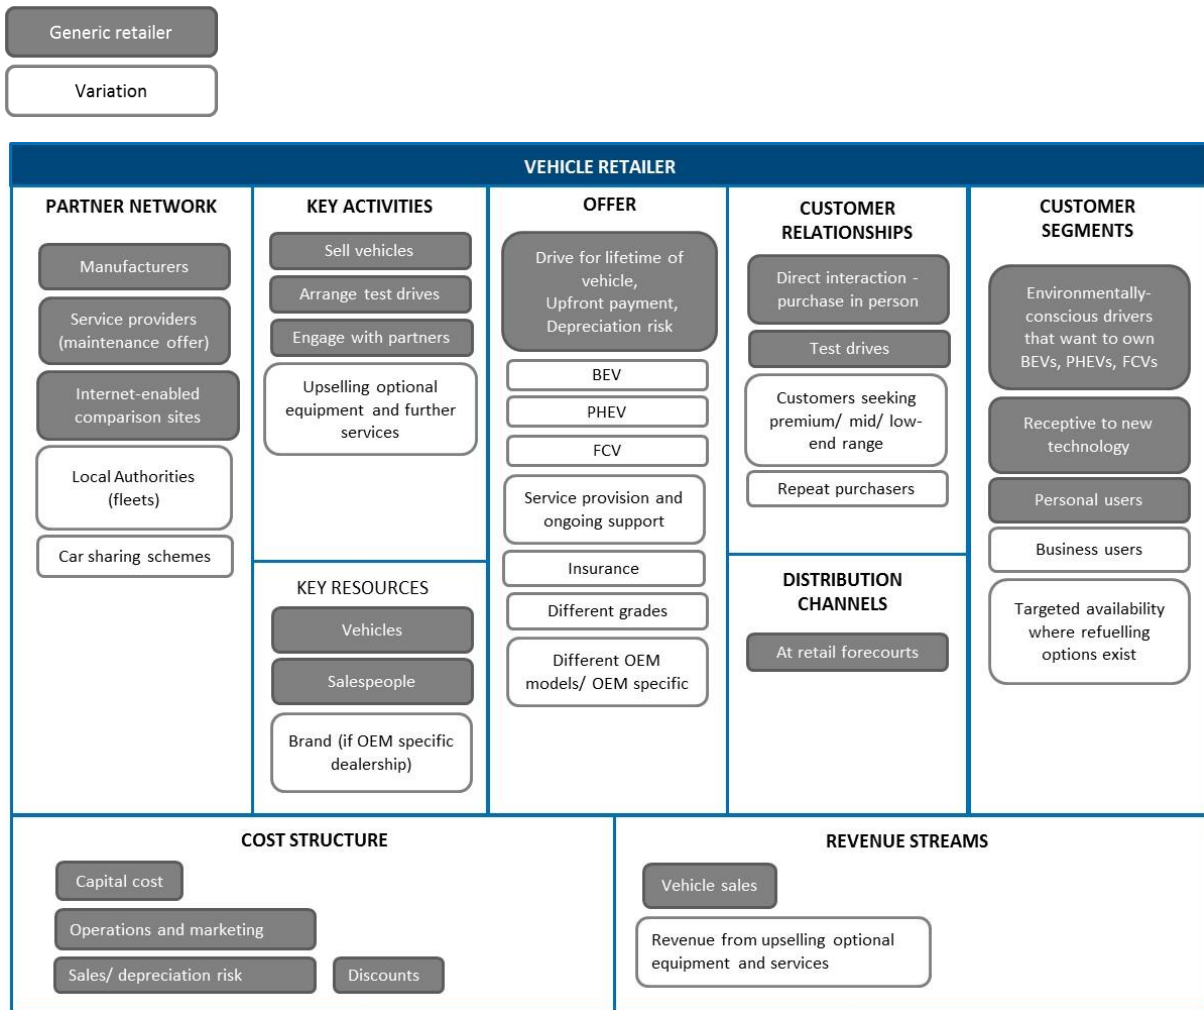 Generic retailer
Variation
VEHICLE RETAILER
PARTNER NETWORK
Manufacturers
Service providers
(maintenance offer)
Internet-enabled
comparison sites
Local Authorities
(fleets)
Car sharing schemes
KEY ACTIVITIES
Sell vehicles
Arrange test drives
Engage with partners
Upselling optional
equipment and further
services
KEY RESOURCES
Vehicles
Salespeople
Brand (if OEM specific
dealership)
OFFER
Drive for lifetime of
vehicle,
Upfront payment,
Depreciation risk
BEV
PHEV
FCV
Service provision and
ongoing support
Insurance
Different grades
Different OEM
models/ OEM specific
CUSTOMER
RELATIONSHIPS
Direct interaction -
purchase in person
Test drives
Customers seeking
premium/ mid/ low-
end range
Repeat purchasers
DISTRIBUTION
CHANNELS
At retail forecourts
CUSTOMER
SEGMENTS
Environmentally-
conscious drivers
that want to own
BEVs, PHEVs, FCVs
Receptive to new
technology
Personal users
Business users
Targeted availability
where refuelling
options exist
COST STRUCTURE
Capital cost
Operations and marketing
Sales/ depreciation risk
Discounts
REVENUE STREAMS
Vehicle sales
Revenue from upselling optional
equipment and services